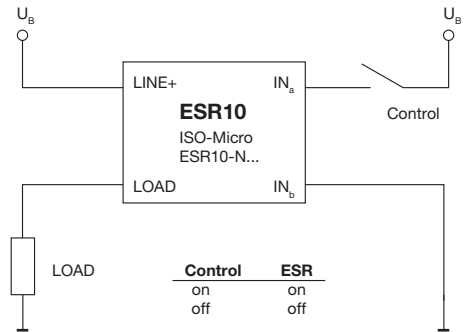 U_B U_B
LINE+ IN_a
ESR10
Control
ISO-Micro
ESR10-N...
LOAD IN_b
LOAD
Control ESR
on on
off off